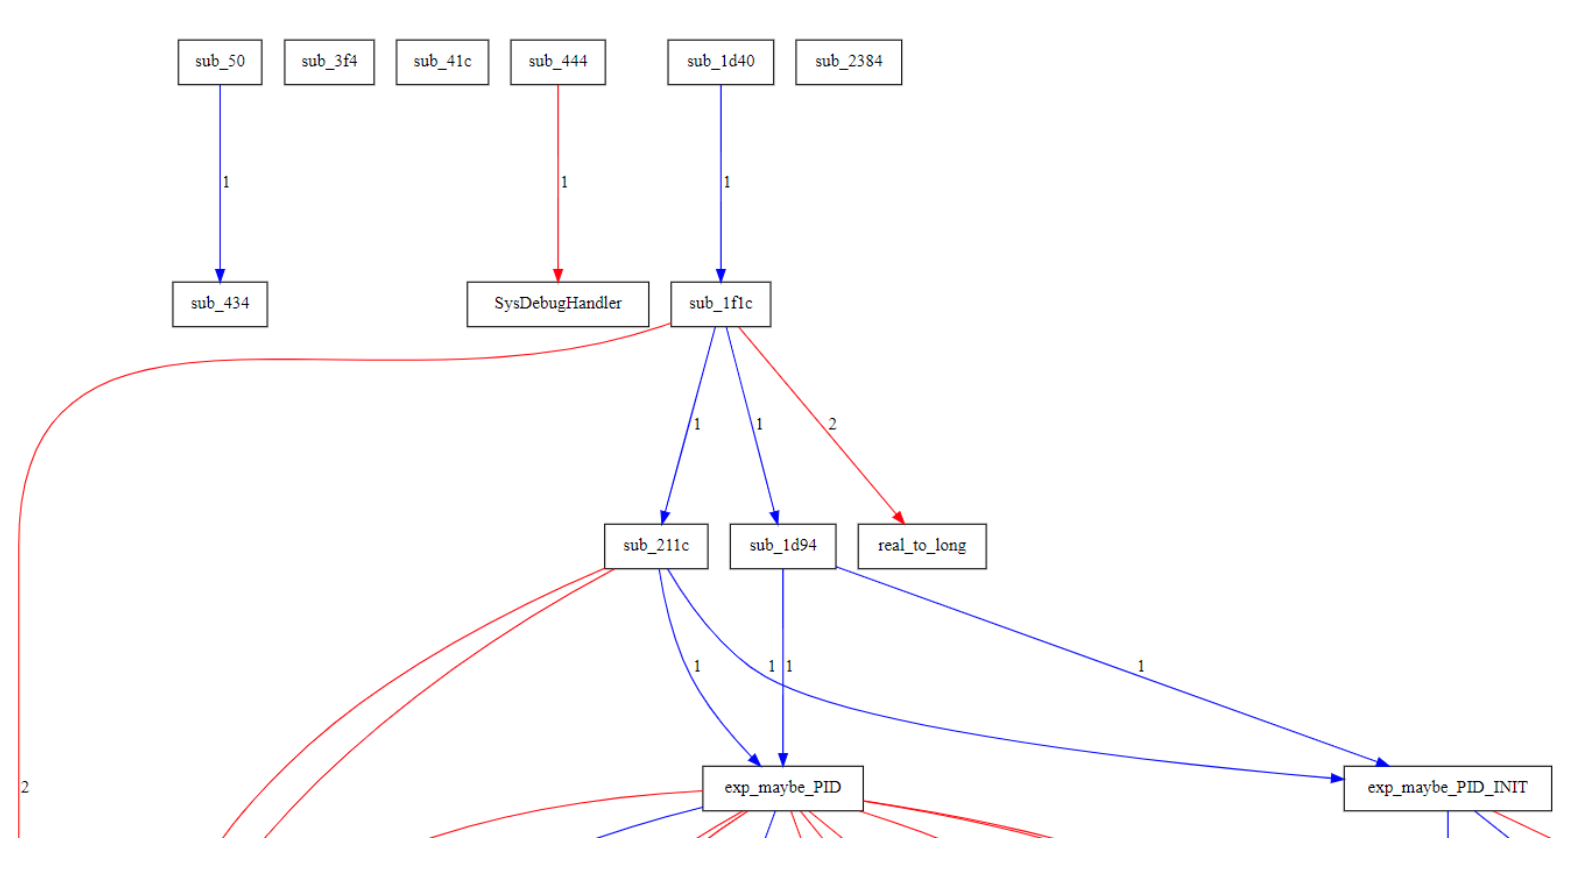 sub_50
sub_3f4
sub_41c
sub_444
sub_1d40
sub_2384
1
1
1
sub_434
SysDebugHandler
sub_1f1c
1
1
2
sub_211c
sub_1d94
real_to_long
1
1
1
1
2
exp_maybe_PID
exp_maybe_PID_INIT